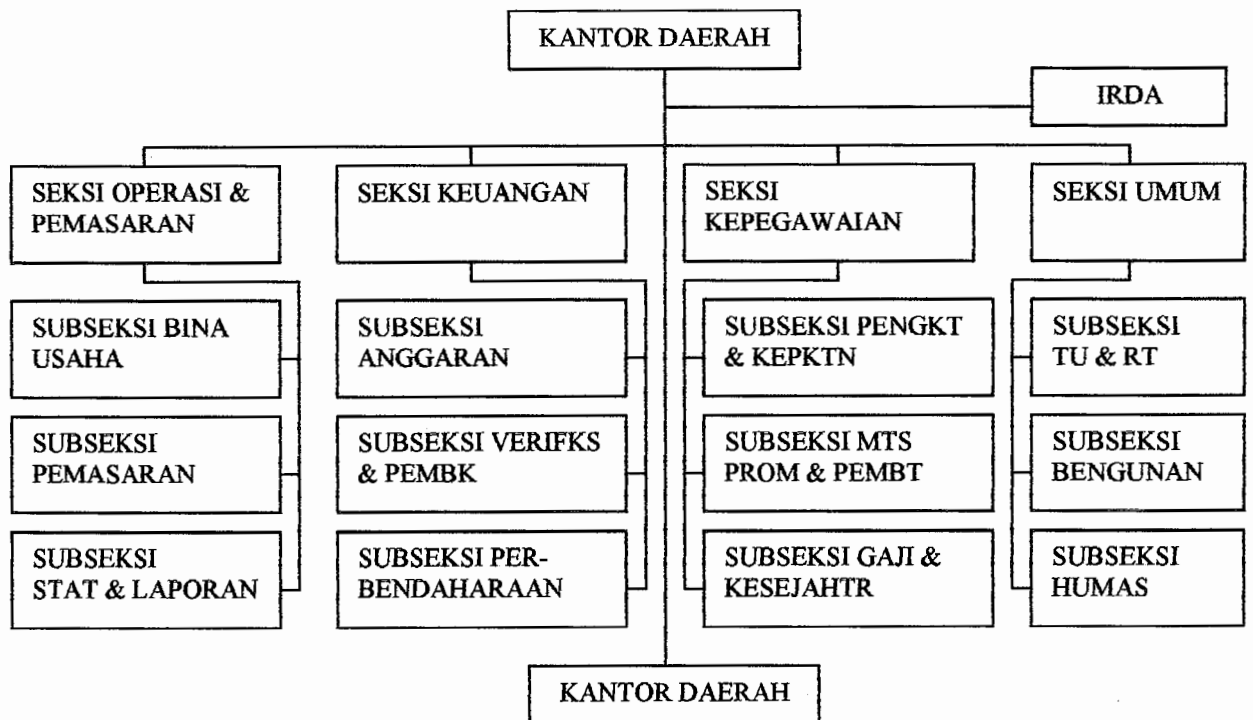 KANTOR DAERAH
IRDA
SEKSI OPERASI &
PEMASARAN
SEKSI KEUANGAN
SEKSI
KEPEGAWAIAN
SEKSI UMUM
SUBSEKSI BINA
USAHA
SUBSEKSI
ANGGARAN
SUBSEKSI PENGKT
& KEPKTN
SUBSEKSI
TU & RT
SUBSEKSI
PEMASARAN
SUBSEKSI VERIFKS
& PEMBK
SUBSEKSI MTS
PROM & PEMBT
SUBSEKSI
BENGUNAN
SUBSEKSI
STAT & LAPORAN
SUBSEKSI PER-
BENDAHARAAN
SUBSEKSI GAJI &
KESEJAHTR
SUBSEKSI
HUMAS
KANTOR DAERAH